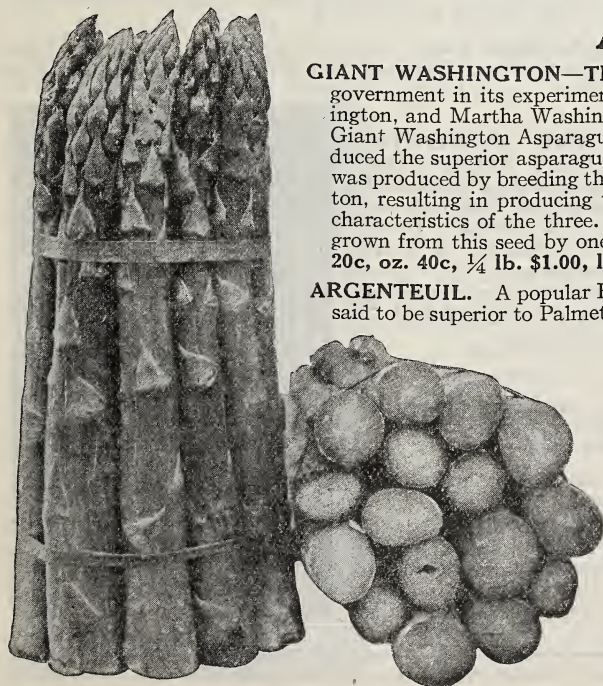 GIANT WASHINGTON—
government in its experimen
ington, and Martha Washin
Giant Washington Asparagu
duced the superior asparagu
was produced by breeding th
ton, resulting in producing
characteristics of the three.
grown from this seed by one
20c, oz. 40c, ¼ lb. $1.00, l
ARGENTEUIL. A popular
said to be superior to Palmet